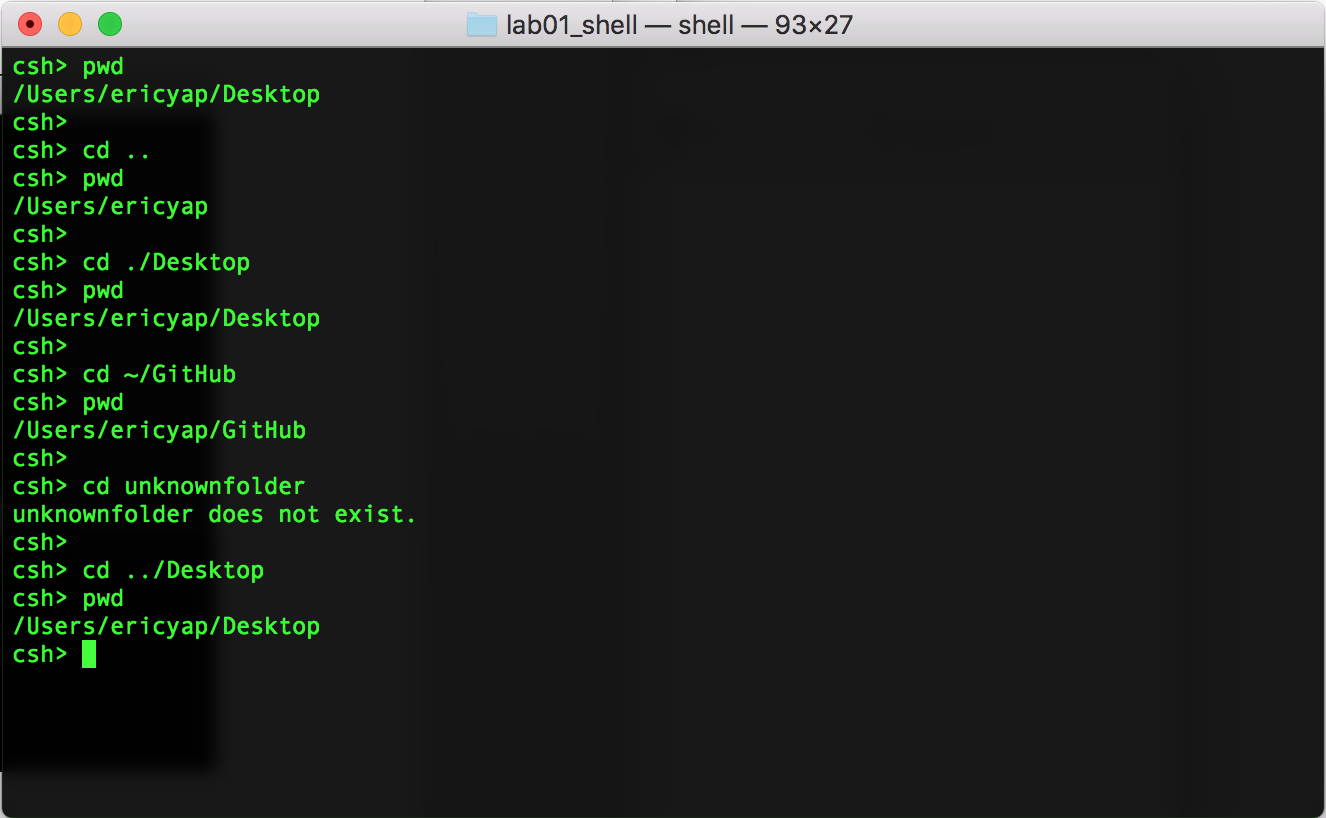 lab01_shell — shell — 93×27
csh> pwd
/Users/ericyap/Desktop
csh>
csh> cd ..
csh> pwd
/Users/ericyap
csh>
csh> cd ./Desktop
csh> pwd
/Users/ericyap/Desktop
csh>
csh> cd ~/GitHub
csh> pwd
/Users/ericyap/GitHub
csh>
csh> cd unknownfolder
unknownfolder does not exist.
csh>
csh> cd ../Desktop
csh> pwd
/Users/ericyap/Desktop
csh>